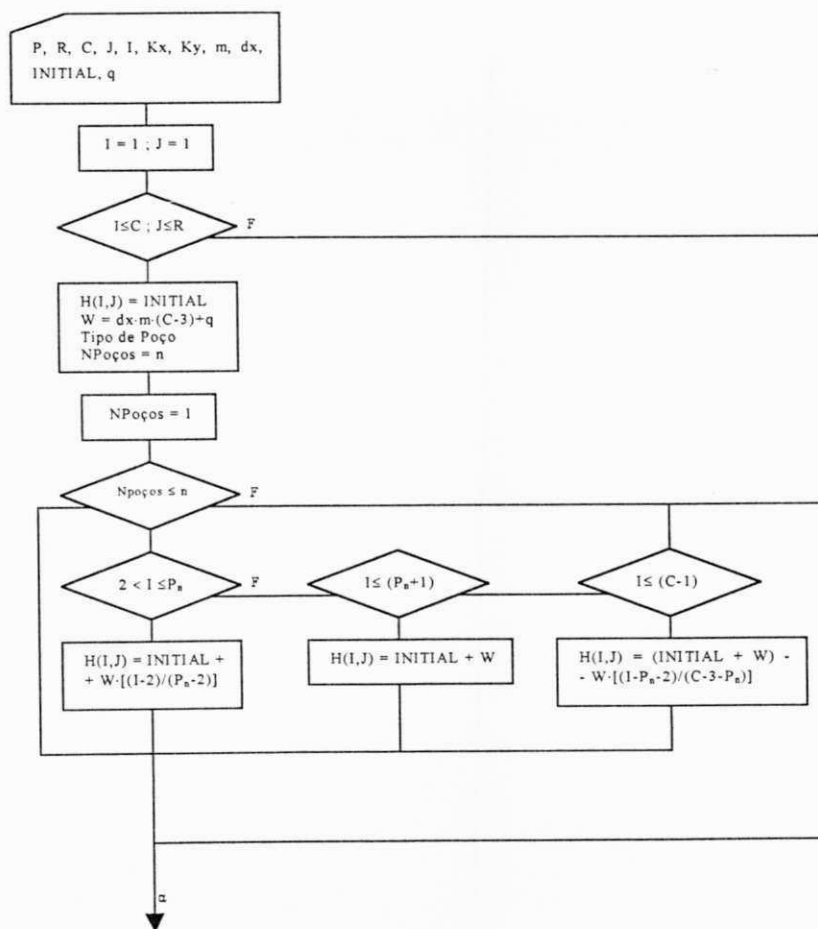 P, R, C, J, I, Kx, Ky, m, dx,
INITIAL, q
I = 1 ; J = 1
I≤C ; J≤R
F
H(I,J) = INITIAL
W = dx·m·(C-3)+q
Tipo de Poço
NPoços = n
NPoços = 1
Npoços ≤ n
F
2 < I ≤Pn
F
I≤ (Pn+1)
I≤ (C-1)
H(I,J) = INITIAL +
+ W·[(I-2)/(Pn-2)]
H(I,J) = INITIAL + W
H(I,J) = (INITIAL + W) -
- W·[(I-Pn-2)/(C-3-Pn)]
α